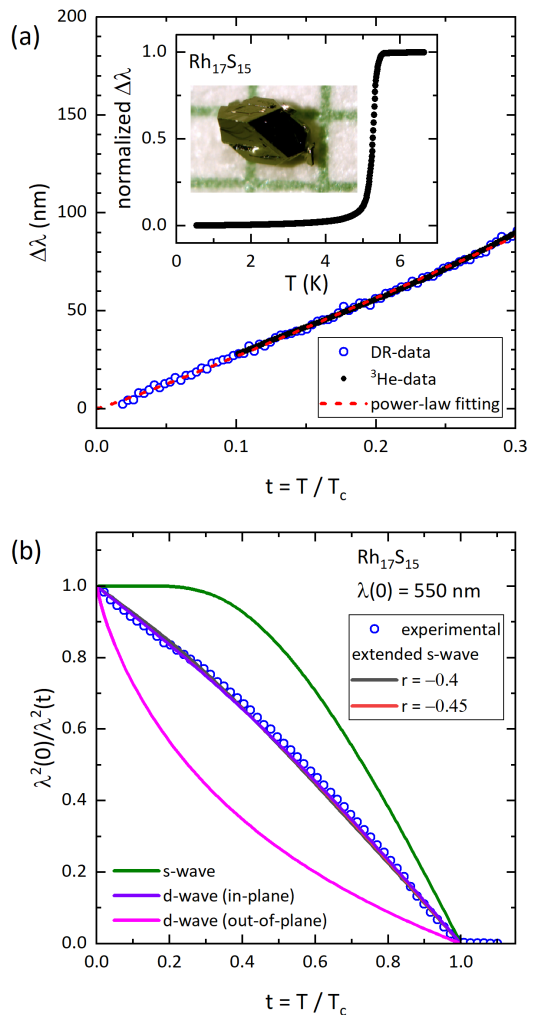 (a)
200
150
100
50
0
Δλ (nm)
0.0 0.1 0.2 0.3
t = T / Tc
Rh17S15
normalized Δλ
1.0
0.5
0.0
0 2 4 6
T (K)
DR-data
³He-data
power-law fitting
(b)
Rh17S15
λ(0) = 550 nm
experimental
extended s-wave
r = −0.4
r = −0.45
λ²(0)/λ²(t)
1.0
0.8
0.6
0.4
0.2
0.0
s-wave
d-wave (in-plane)
d-wave (out-of-plane)
0.0 0.2 0.4 0.6 0.8 1.0
t = T / Tc